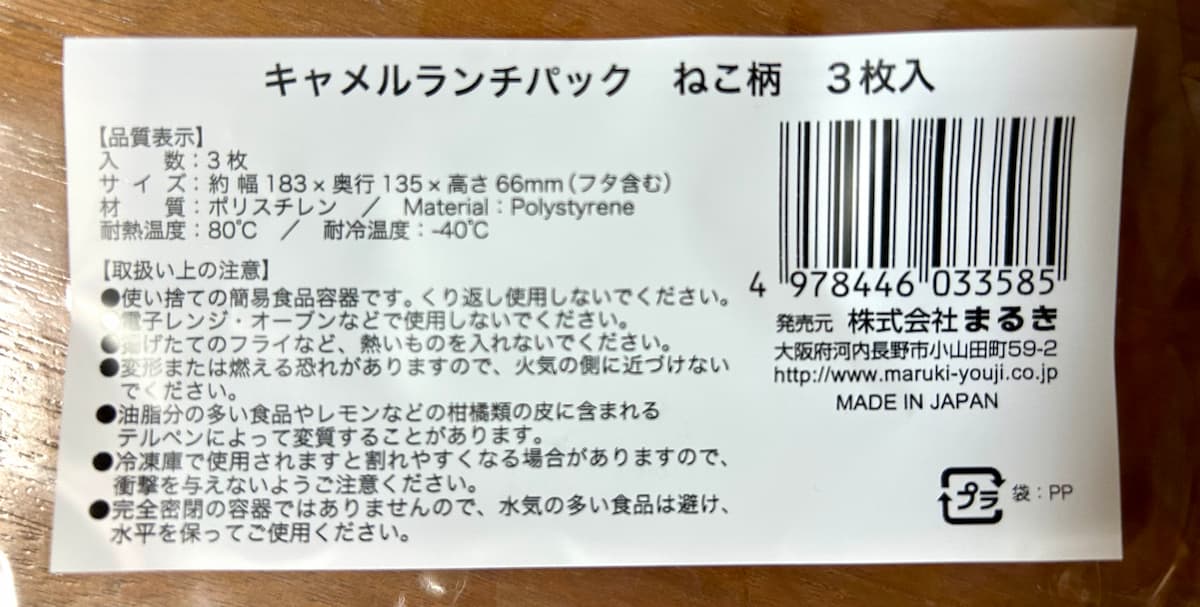 キャメルランチパック ねこ柄 3枚入
【品質表示】
入 数：3枚
サイズ：約 幅183×奥行135×高さ66mm（フタ含む）
材 質：ポリスチレン ／ Material：Polystyrene
耐熱温度：80℃ ／ 耐冷温度：-40℃
【取扱い上の注意】
●使い捨ての簡易食品容器です。くり返し使用しないでください。
●電子レンジ・オーブンなどで使用しないでください。
●揚げたてのフライなど、熱いものを入れないでください。
●変形または燃える恐れがありますので、火気の側に近づけない
でください。
●油脂分の多い食品やレモンなどの柑橘類の皮に含まれる
テルペンによって変質することがあります。
●冷凍庫で使用されますと割れやすくなる場合がありますので、
衝撃を与えないようご注意ください。
●完全密閉の容器ではありませんので、水気の多い食品は避け、
水平を保ってご使用ください。
4 978446 033585
発売元 株式会社まるき
大阪府河内長野市小山田町59-2
http://www.maruki-youji.co.jp
MADE IN JAPAN
プラ 袋：PP